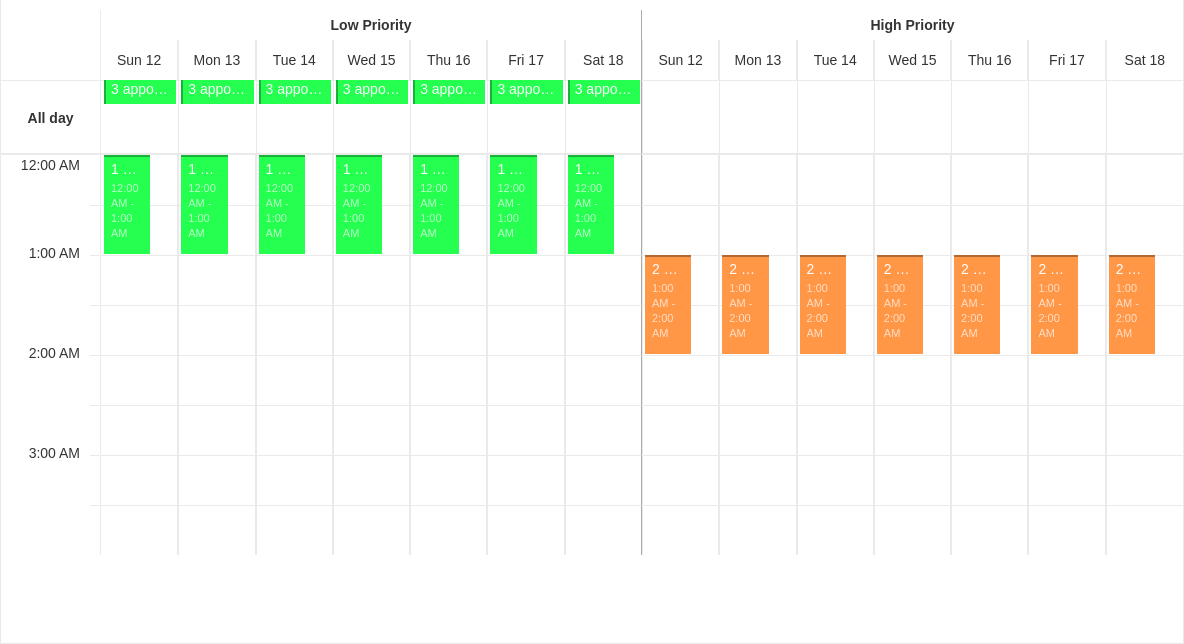 Low Priority High Priority
Sun 12 Mon 13 Tue 14 Wed 15 Thu 16 Fri 17 Sat 18 Sun 12 Mon 13 Tue 14 Wed 15 Thu 16 Fri 17 Sat 18
3 appo… 3 appo… 3 appo… 3 appo… 3 appo… 3 appo… 3 appo…
All day
12:00 AM
1 … 1 … 1 … 1 … 1 … 1 … 1 …
12:00 12:00 12:00 12:00 12:00 12:00 12:00
AM - AM - AM - AM - AM - AM - AM -
1:00 1:00 1:00 1:00 1:00 1:00 1:00
AM AM AM AM AM AM AM
1:00 AM
2 … 2 … 2 … 2 … 2 … 2 … 2 …
1:00 1:00 1:00 1:00 1:00 1:00 1:00
AM - AM - AM - AM - AM - AM - AM -
2:00 2:00 2:00 2:00 2:00 2:00 2:00
AM AM AM AM AM AM AM
2:00 AM
3:00 AM